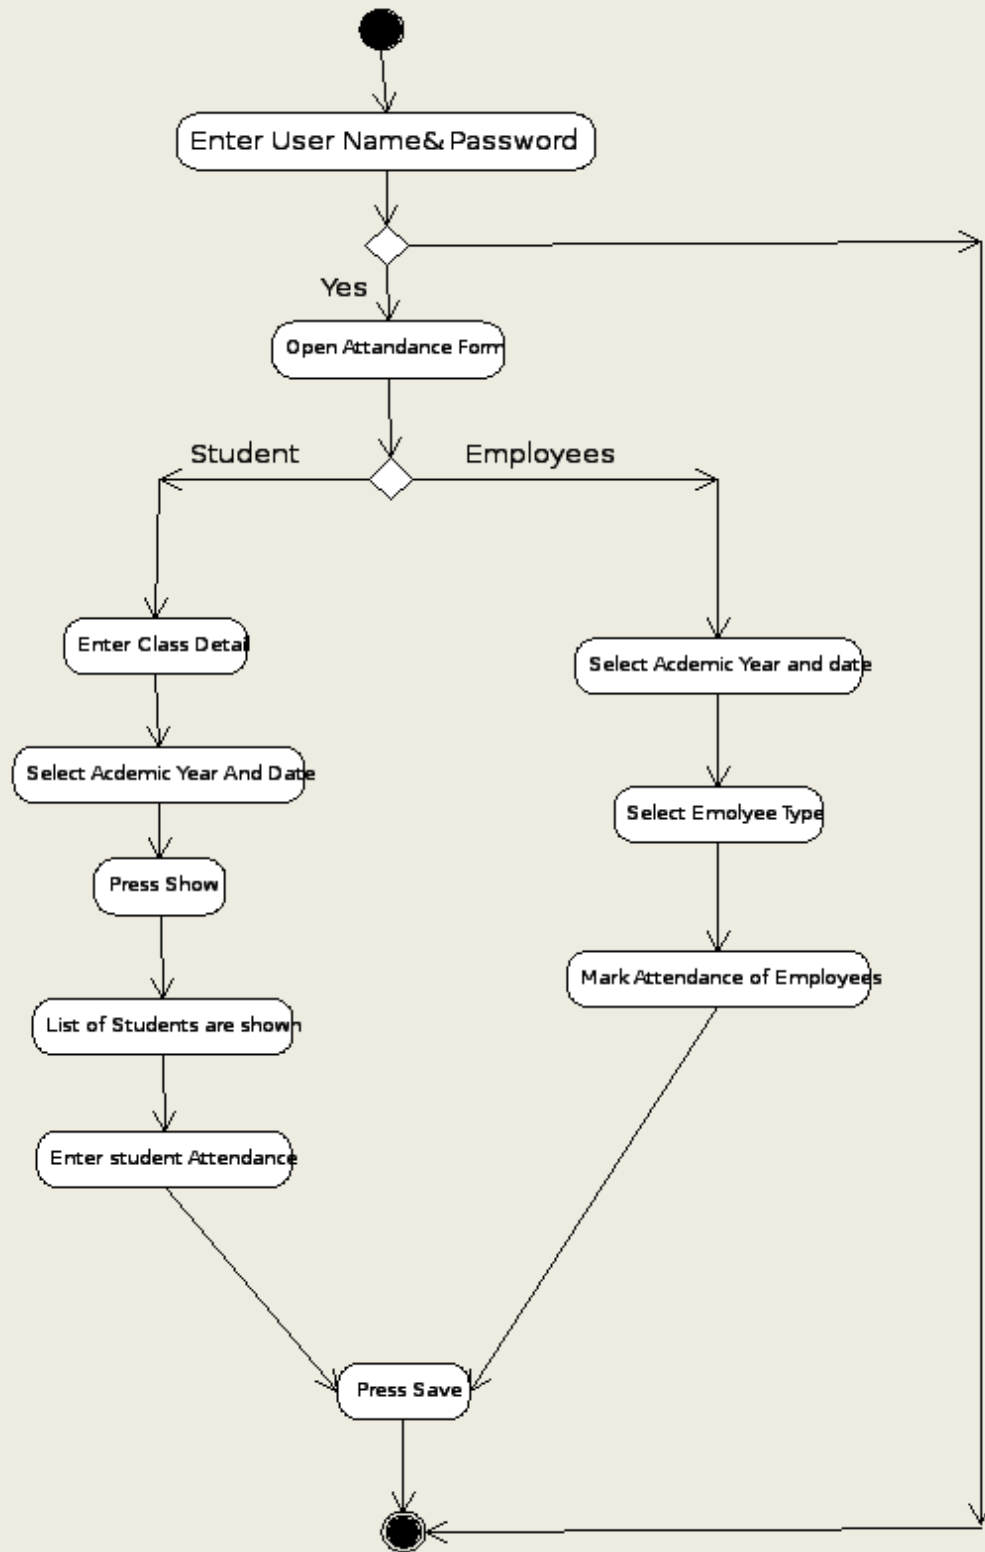 Enter User Name& Password
Yes
Open Attandance Form
Student
Employees
Enter Class Detail
Select Acdemic Year and date
Select Acdemic Year And Date
Select Emolyee Type
Press Show
Mark Attendance of Employees
List of Students are shown
Enter student Attendance
Press Save